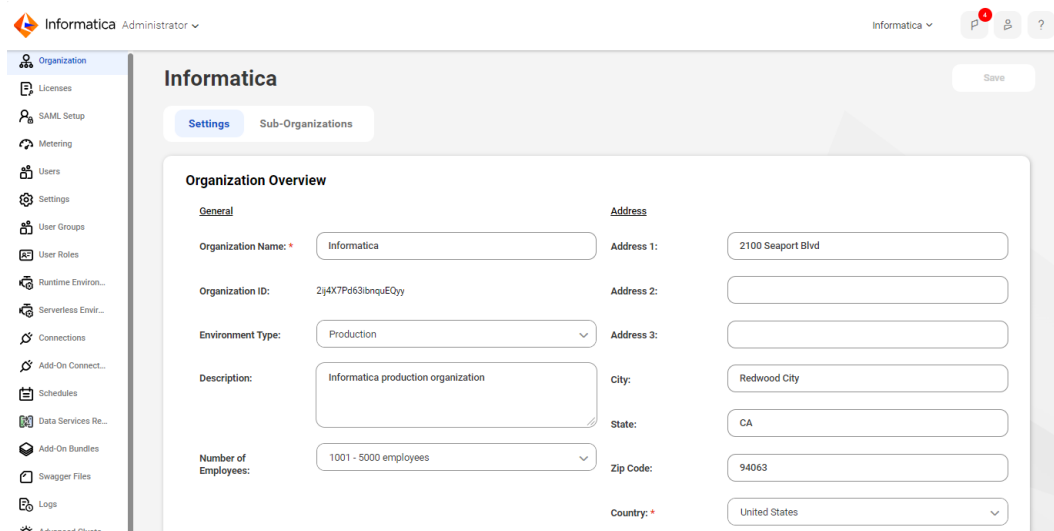 Informatica Administrator
Informatica
4
?
Organization
Licenses
SAML Setup
Metering
Users
Settings
User Groups
User Roles
Runtime Environ...
Serverless Envir...
Connections
Add-On Connect...
Schedules
Data Services Re...
Add-On Bundles
Swagger Files
Logs
Informatica
Save
Settings Sub-Organizations
Organization Overview
General
Organization Name: * Informatica
Organization ID: 2ij4X7Pd63ibnquEQyy
Environment Type: Production
Description: Informatica production organization
Number of
Employees: 1001 - 5000 employees
Address
Address 1: 2100 Seaport Blvd
Address 2:
Address 3:
City: Redwood City
State: CA
Zip Code: 94063
Country: * United States